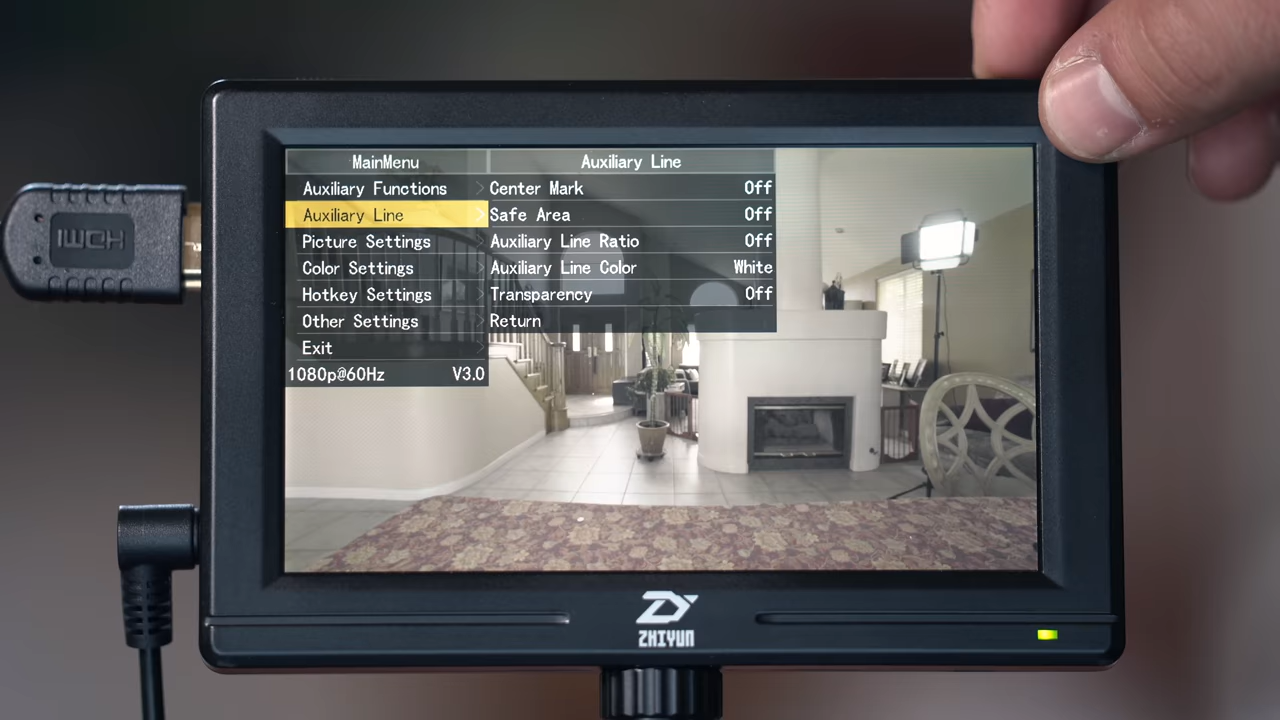 MainMenu
Auxiliary Functions
Auxiliary Line
Picture Settings
Color Settings
Hotkey Settings
Other Settings
Exit
1080p@60Hz V3.0
Auxiliary Line
Center Mark Off
Safe Area Off
Auxiliary Line Ratio Off
Auxiliary Line Color White
Transparency Off
Return
HDMI
ZHIYUN